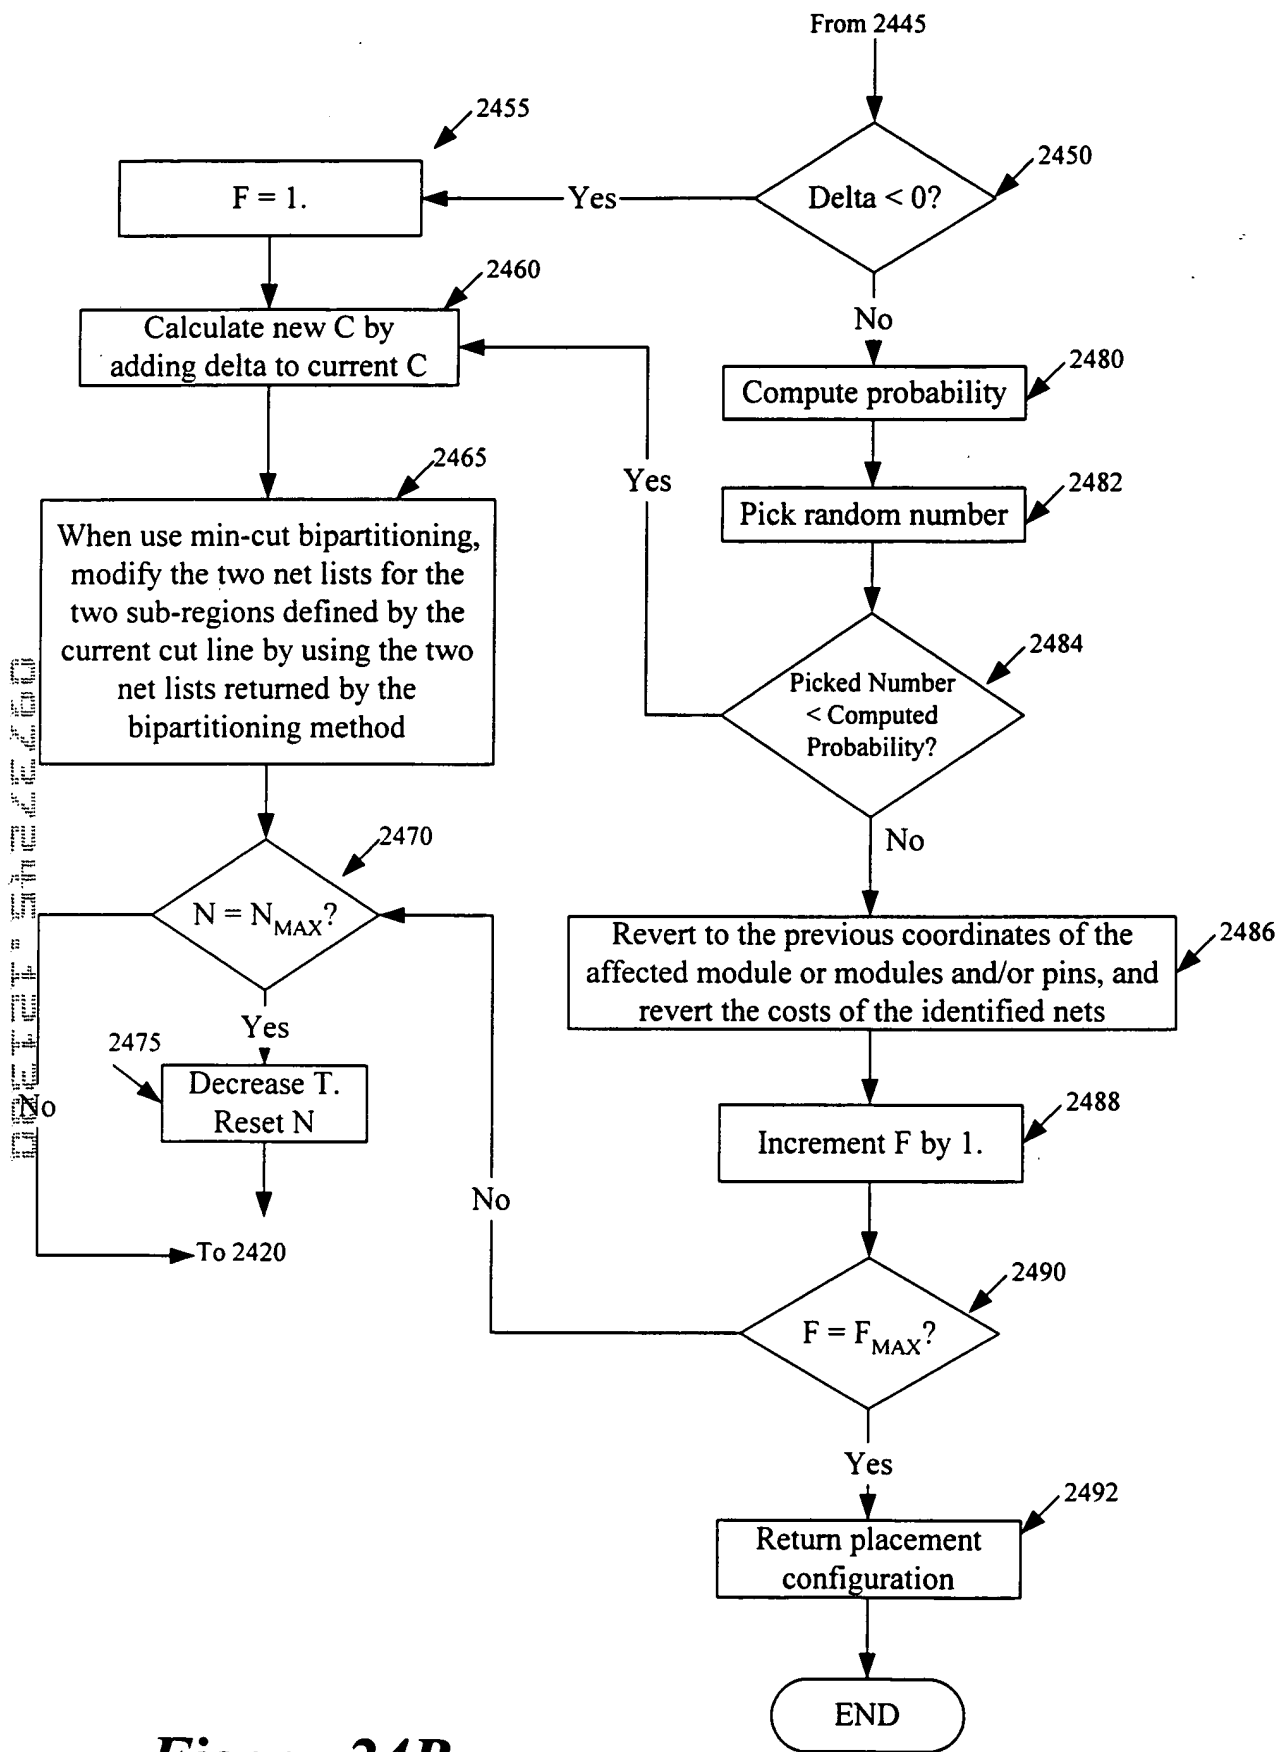 From 2445
2455
2450
F = 1.
Yes
Delta < 0?
2460
No
Calculate new C by
adding delta to current C
2480
Compute probability
2465
Yes
2482
Pick random number
When use min-cut bipartitioning,
modify the two net lists for the
two sub-regions defined by the
current cut line by using the two
net lists returned by the
bipartitioning method
2484
Picked Number
< Computed
Probability?
2470
No
N = N_MAX?
2486
Revert to the previous coordinates of the
affected module or modules and/or pins, and
revert the costs of the identified nets
Yes
2475
Decrease T.
Reset N
No
2488
Increment F by 1.
No
To 2420
2490
F = F_MAX?
Yes
2492
Return placement
configuration
END